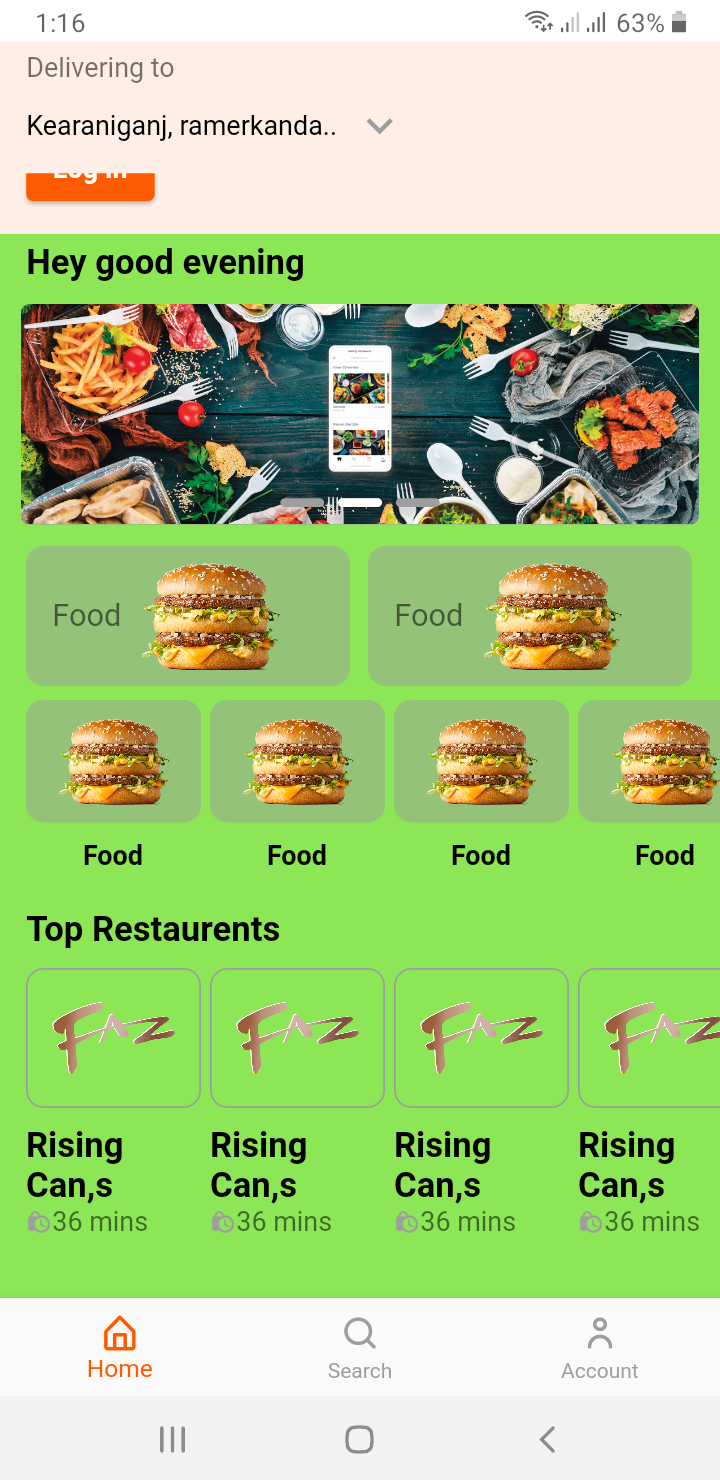 1:16
63%
Delivering to
Kearaniganj, ramerkanda..
Log in
Hey good evening
Food
Food
Food
Food
Food
Food
Top Restaurents
FAZ
FAZ
FAZ
FAZ
Rising
Can,s
36 mins
Rising
Can,s
36 mins
Rising
Can,s
36 mins
Rising
Can,s
36 mins
Home
Search
Account